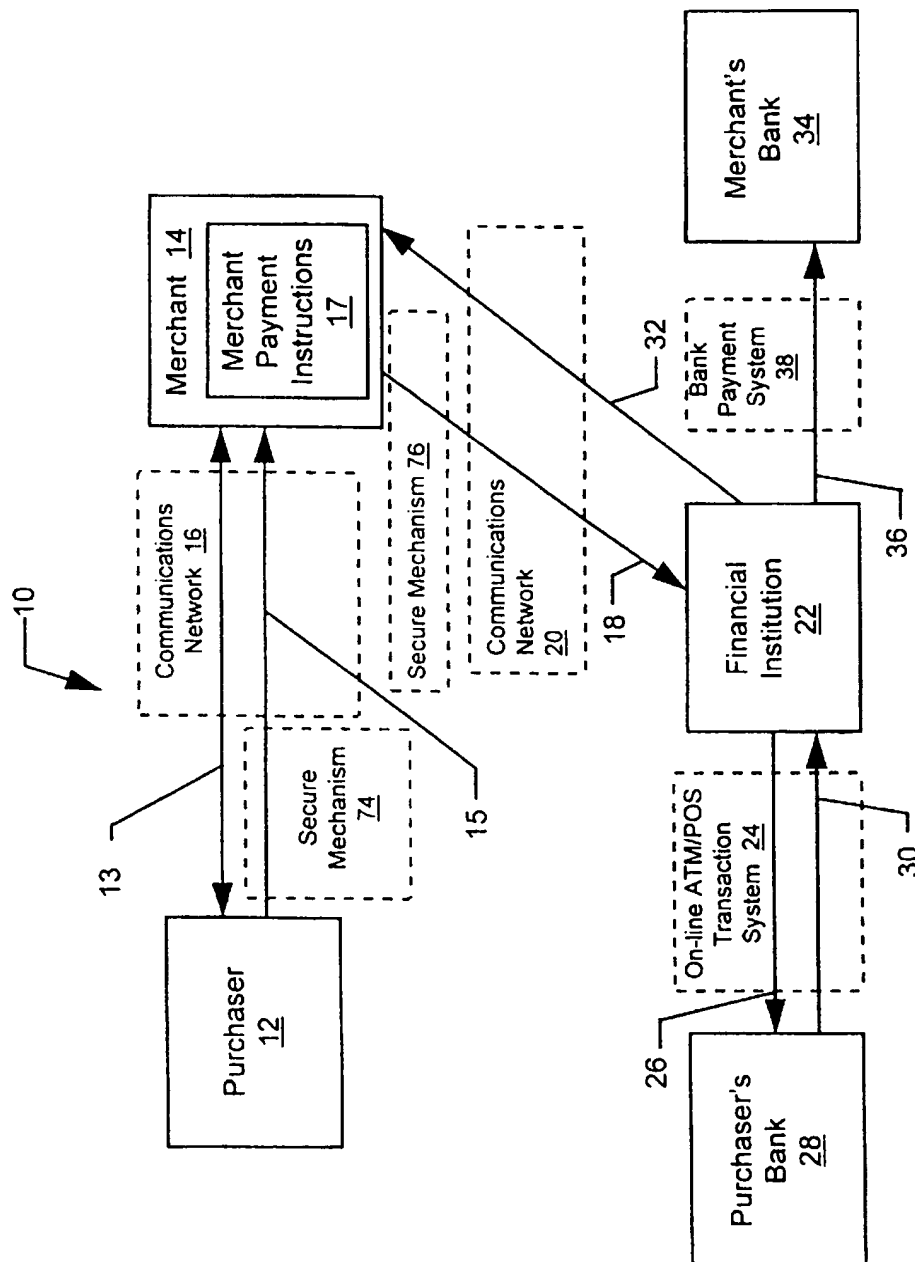 10
Purchaser
12
13
Communications
Network 16
Secure
Mechanism
74
15
Merchant 14
Merchant
Payment
Instructions
17
Secure Mechanism 76
Communications
Network
20
18
32
Purchaser's
Bank
28
26
On-line ATM/POS
Transaction
System 24
30
Financial
Institution
22
36
Bank
Payment
System
38
Merchant's
Bank
34